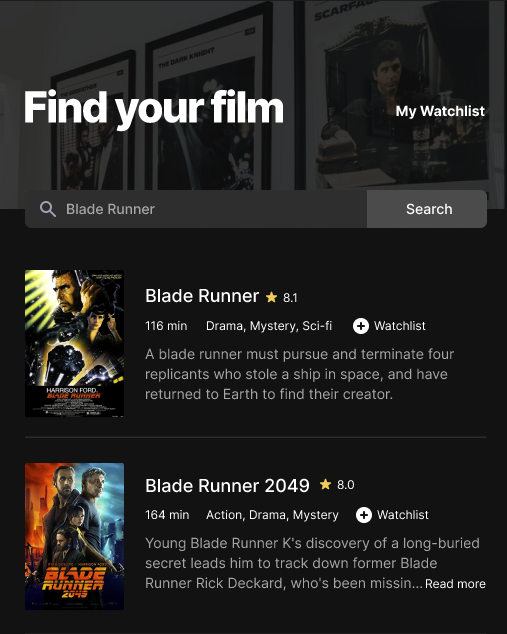 THE GODFATHER
THE DARK KNIGHT
SCARFACE
Find your film
My Watchlist
Blade Runner
Search
Blade Runner 8.1
116 min Drama, Mystery, Sci-fi Watchlist
A blade runner must pursue and terminate four
replicants who stole a ship in space, and have
returned to Earth to find their creator.
HARRISON FORD
BLADE RUNNER
Blade Runner 2049 8.0
164 min Action, Drama, Mystery Watchlist
Young Blade Runner K's discovery of a long-buried
secret leads him to track down former Blade
Runner Rick Deckard, who's been missin... Read more
BLADE
RUNNER
2049